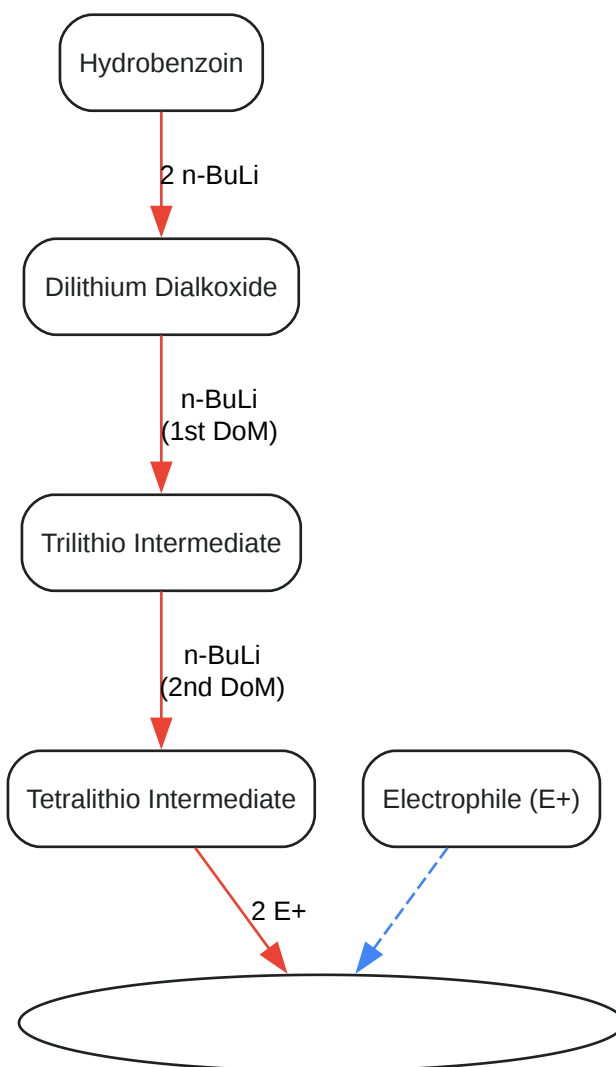 Hydrobenzoin
2 n-BuLi
Dilithium Dialkoxide
n-BuLi
(1st DoM)
Trilithio Intermediate
n-BuLi
(2nd DoM)
Tetralithio Intermediate
Electrophile (E+)
2 E+